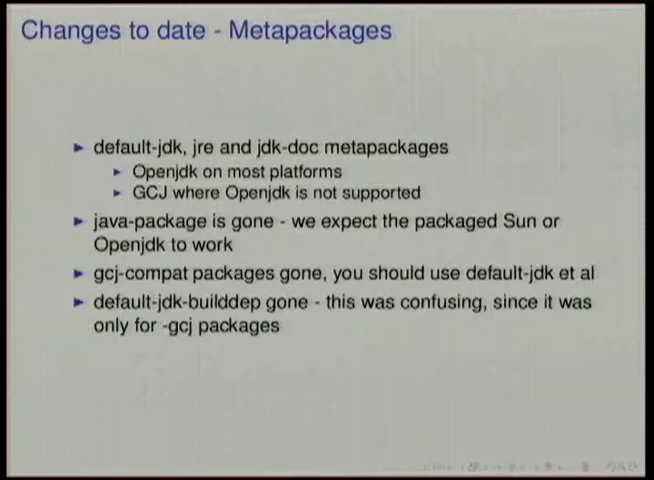 Changes to date - Metapackages
default-jdk, jre and jdk-doc metapackages
Openjdk on most platforms
GCJ where Openjdk is not supported
java-package is gone - we expect the packaged Sun or
Openjdk to work
gcj-compat packages gone, you should use default-jdk et al
default-jdk-builddep gone - this was confusing, since it was
only for -gcj packages